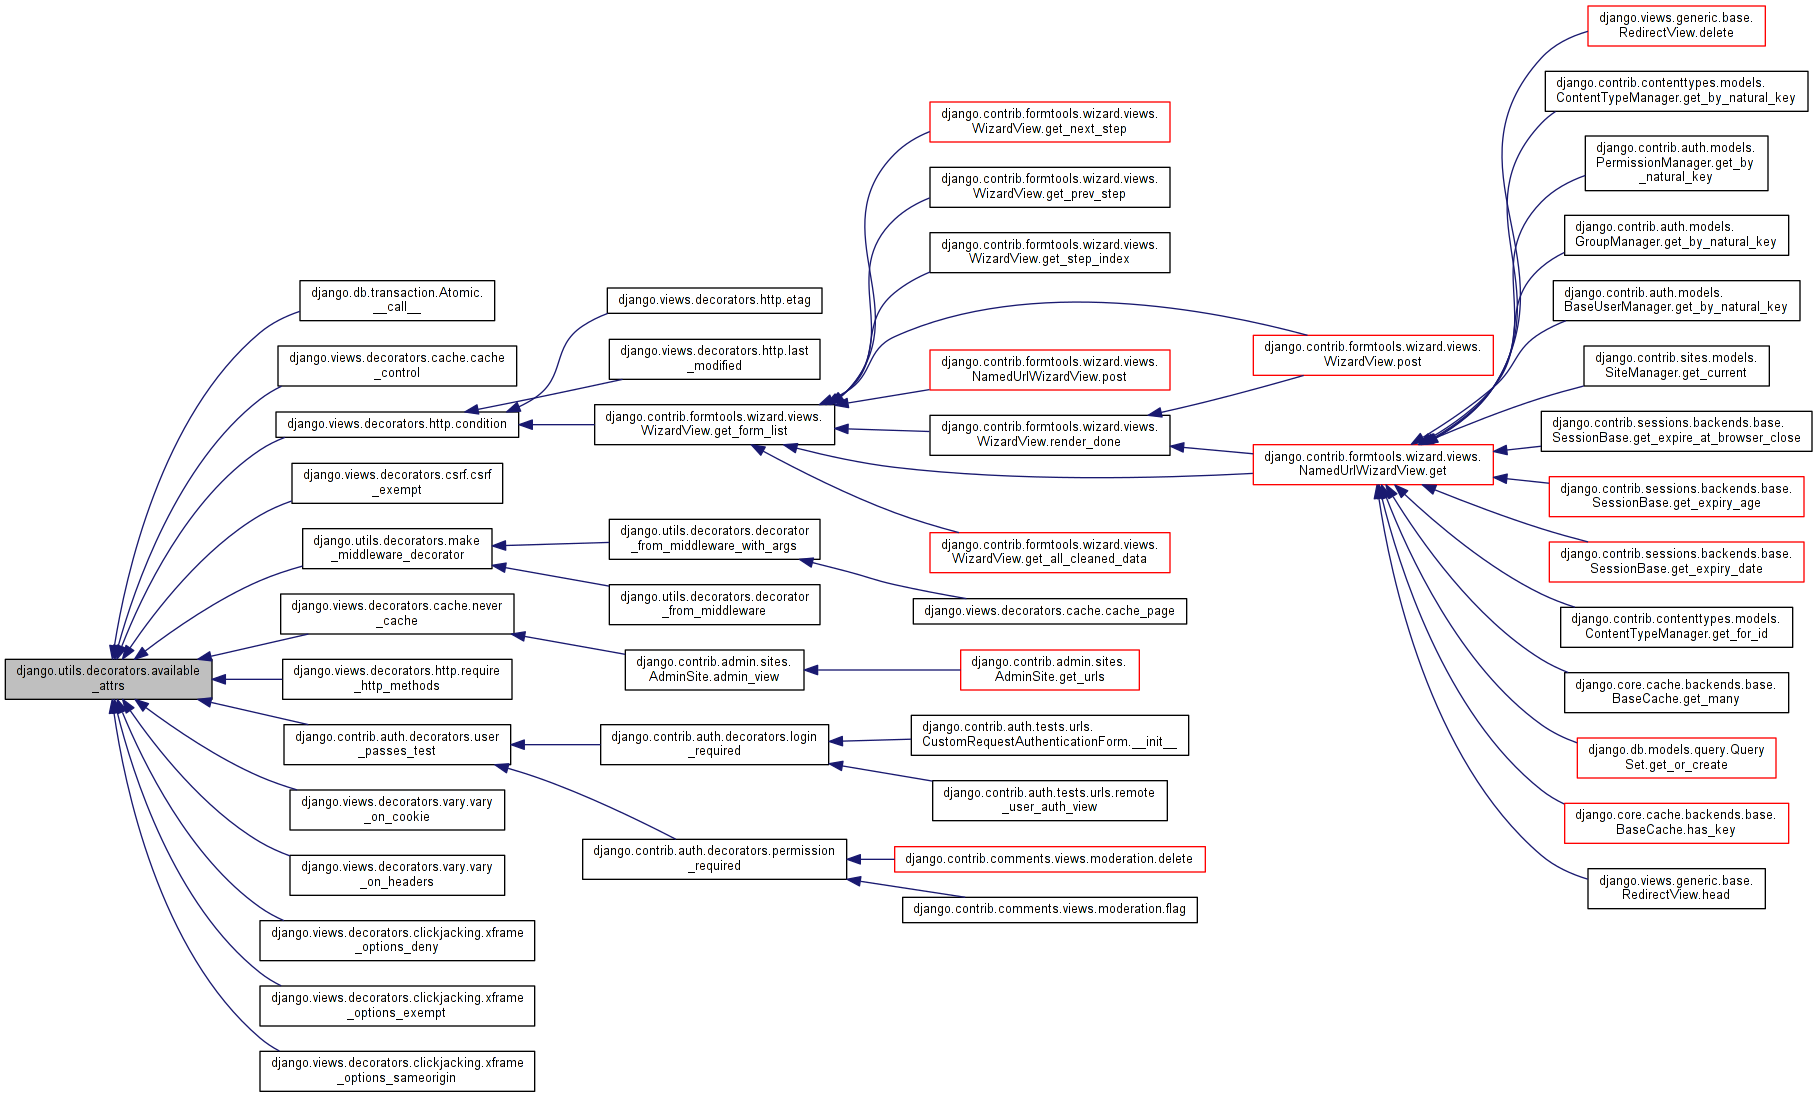 django.utils.decorators.available
_attrs
django.db.transaction.Atomic.
__call__
django.views.decorators.cache.cache
_control
django.views.decorators.http.condition
django.views.decorators.csrf.csrf
_exempt
django.utils.decorators.make
_middleware_decorator
django.views.decorators.cache.never
_cache
django.views.decorators.http.require
_http_methods
django.contrib.auth.decorators.user
_passes_test
django.views.decorators.vary.vary
_on_cookie
django.views.decorators.vary.vary
_on_headers
django.views.decorators.clickjacking.xframe
_options_deny
django.views.decorators.clickjacking.xframe
_options_exempt
django.views.decorators.clickjacking.xframe
_options_sameorigin
django.views.decorators.http.etag
django.views.decorators.http.last
_modified
django.contrib.formtools.wizard.views.
WizardView.get_form_list
django.utils.decorators.decorator
_from_middleware_with_args
django.utils.decorators.decorator
_from_middleware
django.contrib.admin.sites.
AdminSite.admin_view
django.contrib.auth.decorators.login
_required
django.contrib.auth.decorators.permission
_required
django.contrib.formtools.wizard.views.
WizardView.get_next_step
django.contrib.formtools.wizard.views.
WizardView.get_prev_step
django.contrib.formtools.wizard.views.
WizardView.get_step_index
django.contrib.formtools.wizard.views.
NamedUrlWizardView.post
django.contrib.formtools.wizard.views.
WizardView.render_done
django.contrib.formtools.wizard.views.
WizardView.get_all_cleaned_data
django.views.decorators.cache.cache_page
django.contrib.admin.sites.
AdminSite.get_urls
django.contrib.auth.tests.urls.
CustomRequestAuthenticationForm.__init__
django.contrib.auth.tests.urls.remote
_user_auth_view
django.contrib.comments.views.moderation.delete
django.contrib.comments.views.moderation.flag
django.contrib.formtools.wizard.views.
WizardView.post
django.contrib.formtools.wizard.views.
NamedUrlWizardView.get
django.views.generic.base.
RedirectView.delete
django.contrib.contenttypes.models.
ContentTypeManager.get_by_natural_key
django.contrib.auth.models.
PermissionManager.get_by
_natural_key
django.contrib.auth.models.
GroupManager.get_by_natural_key
django.contrib.auth.models.
BaseUserManager.get_by_natural_key
django.contrib.sites.models.
SiteManager.get_current
django.contrib.sessions.backends.base.
SessionBase.get_expire_at_browser_close
django.contrib.sessions.backends.base.
SessionBase.get_expiry_age
django.contrib.sessions.backends.base.
SessionBase.get_expiry_date
django.contrib.contenttypes.models.
ContentTypeManager.get_for_id
django.core.cache.backends.base.
BaseCache.get_many
django.db.models.query.Query
Set.get_or_create
django.core.cache.backends.base.
BaseCache.has_key
django.views.generic.base.
RedirectView.head